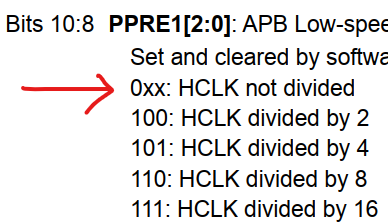 Bits 10:8 PPRE1[2:0]: APB Low-spee
Set and cleared by softwa
0xx: HCLK not divided
100: HCLK divided by 2
101: HCLK divided by 4
110: HCLK divided by 8
111: HCLK divided by 16